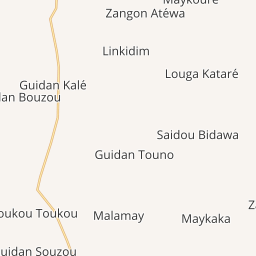 Maykouré
Zangon Atéwa
Linkidim
Louga Kataré
Guidan Kalé
dan Bouzou
Saidou Bidawa
Guidan Touno
Za
oukou Toukou
Malamay
Maykaka
uidan Souzou